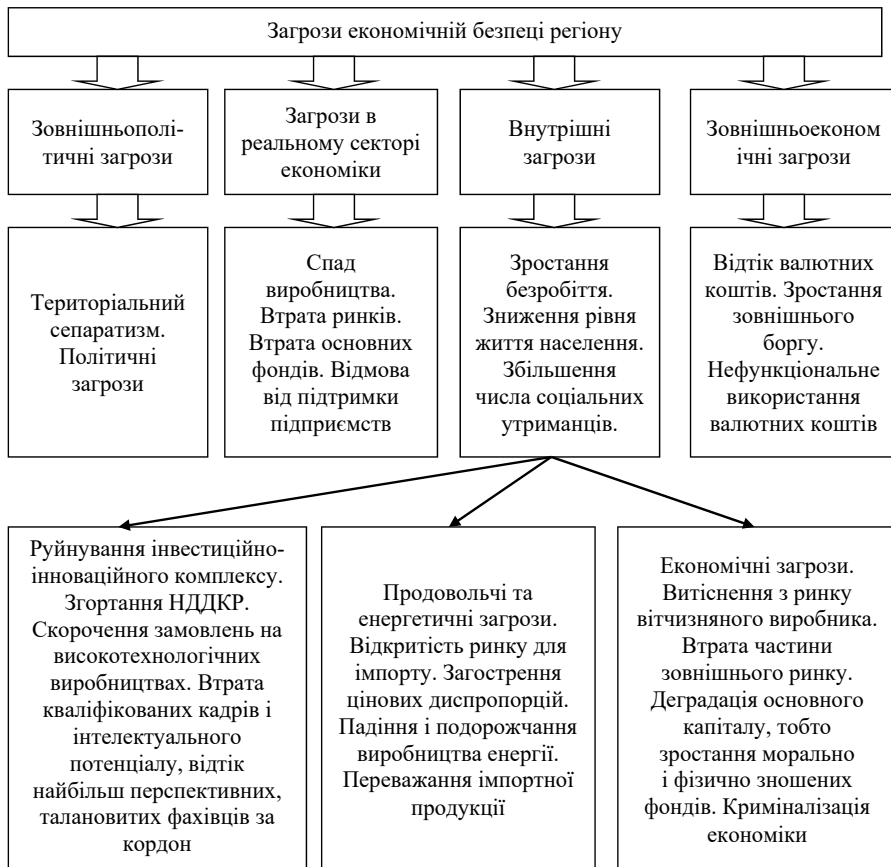 Загрози економічній безпеці регіону
Зовнішньополі-
тичні загрози
Загрози в
реальному секторі
економіки
Внутрішні
загрози
Зовнішньоеконом
ічні загрози
Територіальний
сепаратизм.
Політичні
загрози
Спад
виробництва.
Втрата ринків.
Втрата основних
фондів. Відмова
від підтримки
підприємств
Зростання
безробіття.
Зниження рівня
життя населення.
Збільшення
числа соціальних
утриманців.
Відтік валютних
коштів. Зростання
зовнішнього
боргу.
Нефункціональне
використання
валютних коштів
Руйнування інвестиційно-
інноваційного комплексу.
Згортання НДДКР.
Скорочення замовлень на
високотехнологічних
виробництвах. Втрата
кваліфікованих кадрів і
інтелектуального
потенціалу, відтік
найбільш перспективних,
талановитих фахівців за
кордон
Продовольчі та
енергетичні загрози.
Відкритість ринку для
імпорту. Загострення
цінових диспропорцій.
Падіння і подорожчання
виробництва енергії.
Переважання імпортної
продукції
Економічні загрози.
Витіснення з ринку
вітчизняного виробника.
Втрата частини
зовнішнього ринку.
Деградація основного
капіталу, тобто
зростання морально
і фізично зношених
фондів. Криміналізація
економіки